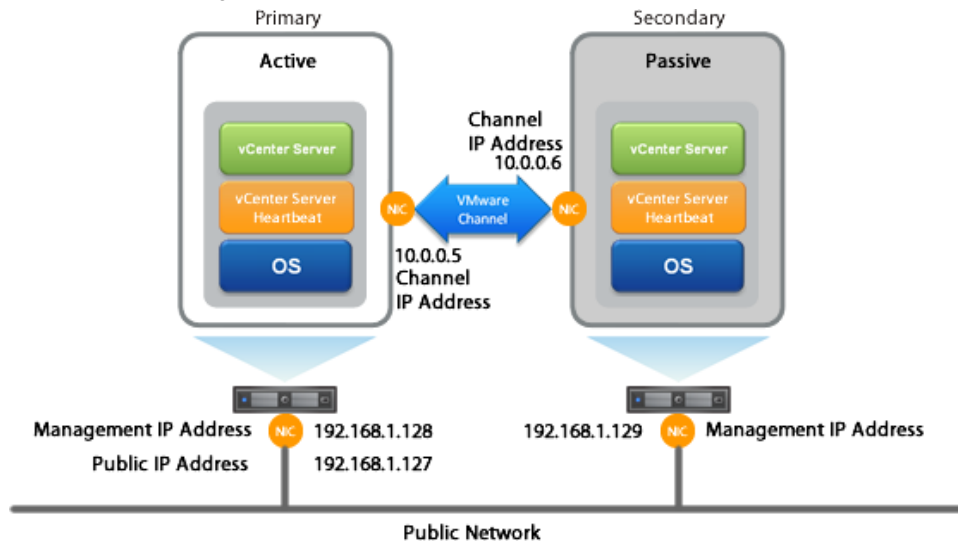 Primary
Secondary
Active
Passive
vCenter Server
vCenter Server
Heartbeat
OS
NIC
10.0.0.5
Channel
IP Address
VMware
Channel
Channel
IP Address
10.0.0.6
NIC
vCenter Server
vCenter Server
Heartbeat
OS
Management IP Address
NIC
192.168.1.128
Public IP Address
192.168.1.127
192.168.1.129
NIC
Management IP Address
Public Network